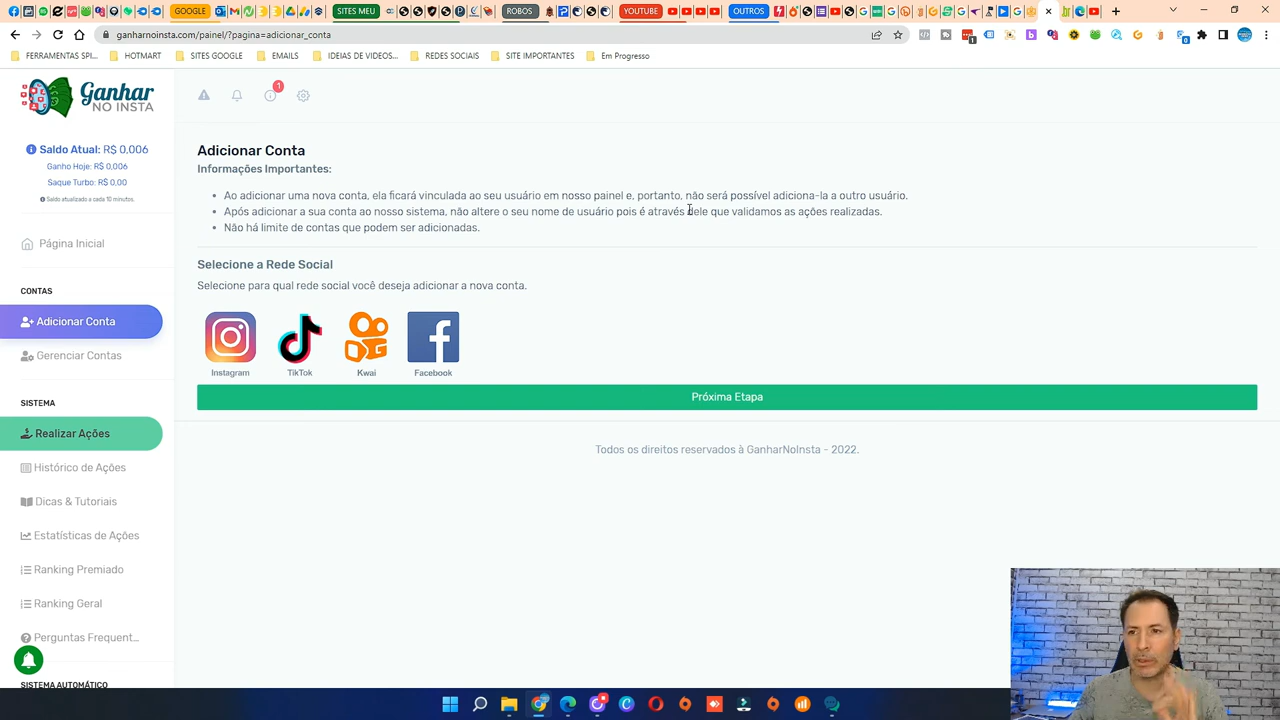 GOOGLE
SITES MEU
ROBOS
YOUTUBE
OUTROS
ganharnoinsta.com/painel/?pagina=adicionar_conta
FERRAMENTAS SPI...
HOTMART
SITES GOOGLE
EMAILS
IDEIAS DE VIDEOS...
REDES SOCIAIS
SITE IMPORTANTES
Em Progresso
Ganhar
NO INSTA
1
Saldo Atual: R$ 0,006
Ganho Hoje: R$ 0,006
Saque Turbo: R$ 0,00
Saldo atualizado a cada 10 minutos.
Página Inicial
CONTAS
Adicionar Conta
Gerenciar Contas
SISTEMA
Realizar Ações
Histórico de Ações
Dicas & Tutoriais
Estatísticas de Ações
Ranking Premiado
Ranking Geral
Perguntas Frequent...
SISTEMA AUTOMÁTICO
Adicionar Conta
Informações Importantes:
Ao adicionar uma nova conta, ela ficará vinculada ao seu usuário em nosso painel e, portanto, não será possível adiciona-la a outro usuário.
Após adicionar a sua conta ao nosso sistema, não altere o seu nome de usuário pois é através dele que validamos as ações realizadas.
Não há limite de contas que podem ser adicionadas.
Selecione a Rede Social
Selecione para qual rede social você deseja adicionar a nova conta.
Instagram
TikTok
Kwai
Facebook
Próxima Etapa
Todos os direitos reservados à GanharNoInsta - 2022.